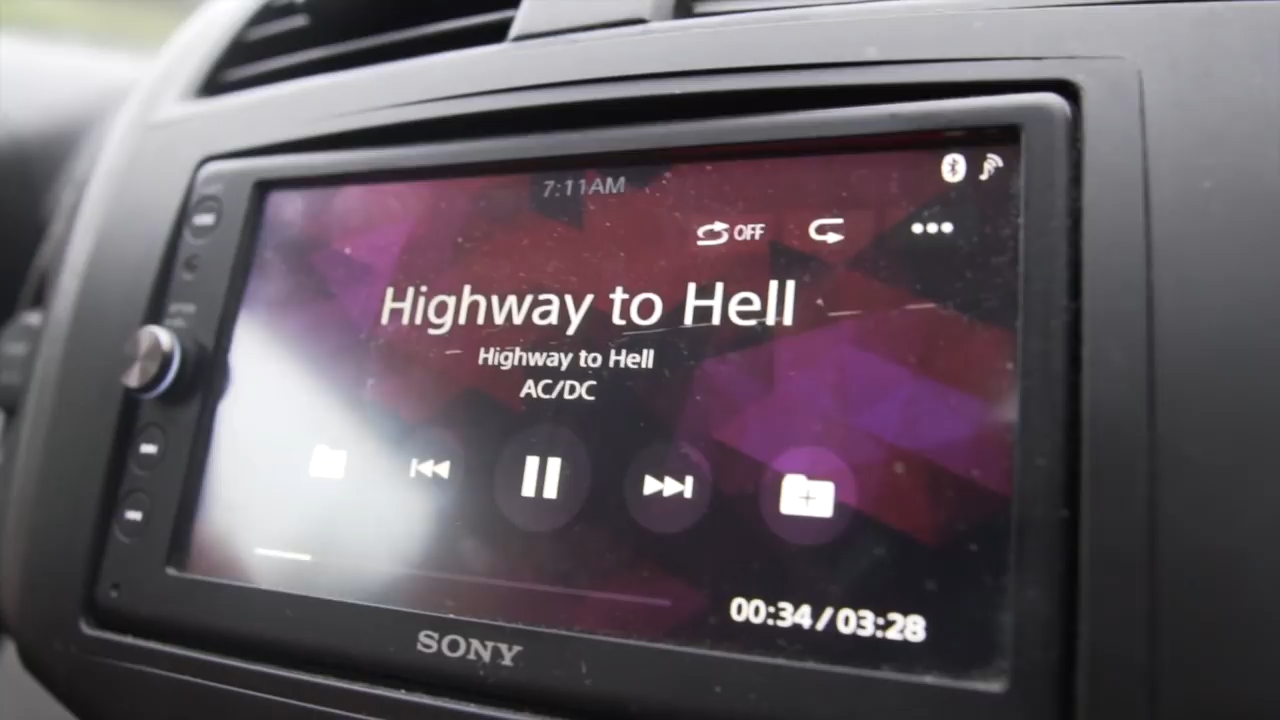 7:11AM
OFF
Highway to Hell
Highway to Hell
AC/DC
00:34/03:28
SONY